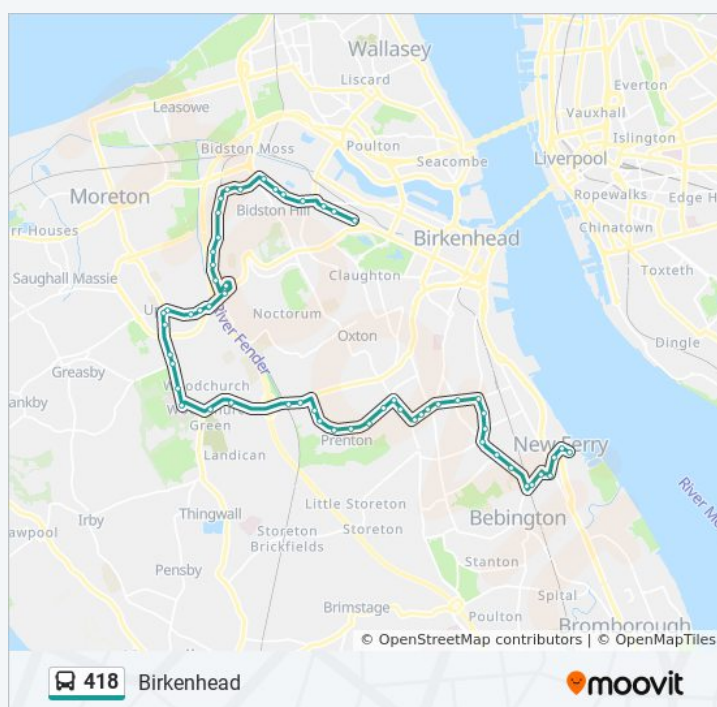 Wallasey
Liscard
Everton
Leasowe
Vauxhall
Bidston Moss
Poulton
Islington
Seacombe
Liverpool
Moreton
Ropewalks
Edge H
Bidston Hill
rr Houses
Chinatown
Birkenhead
Claughton
Toxteth
Saughall Massie
Noctorum
Dingle
River Fender
Oxton
Greasby
Woodchurch
ankby
Green
Prenton
New Ferry
Landican
River M
Little Storeton
Irby
Thingwall
Storeton
Storeton
Bebington
awpool
Brickfields
Stanton
Pensby
Spital
Brimstage
Poulton
Bromborough
© OpenStreetMap contributors | © OpenMapTiles
418 Birkenhead
moovit